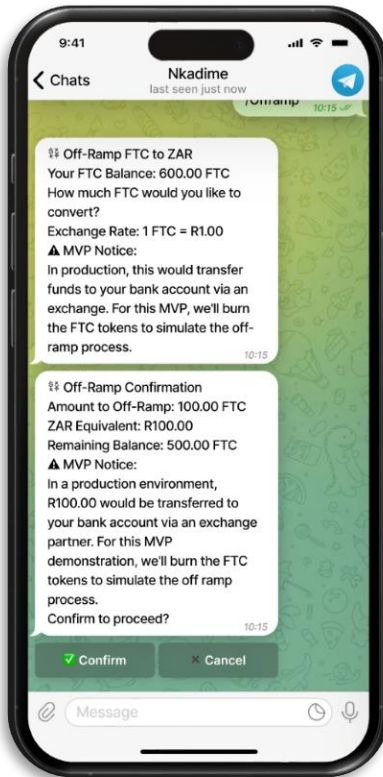 9:41
Chats
Nkadime
last seen just now
/Offramp 10:15
Off-Ramp FTC to ZAR
Your FTC Balance: 600.00 FTC
How much FTC would you like to
convert?
Exchange Rate: 1 FTC = R1.00
⚠ MVP Notice:
In production, this would transfer
funds to your bank account via an
exchange. For this MVP, we'll burn
the FTC tokens to simulate the off-
ramp process.
10:15
Off-Ramp Confirmation
Amount to Off-Ramp: 100.00 FTC
ZAR Equivalent: R100.00
Remaining Balance: 500.00 FTC
⚠ MVP Notice:
In a production environment,
R100.00 would be transferred to
your bank account via an exchange
partner. For this MVP
demonstration, we'll burn the FTC
tokens to simulate the off ramp
process.
Confirm to proceed?
10:15
✅ Confirm
× Cancel
Message